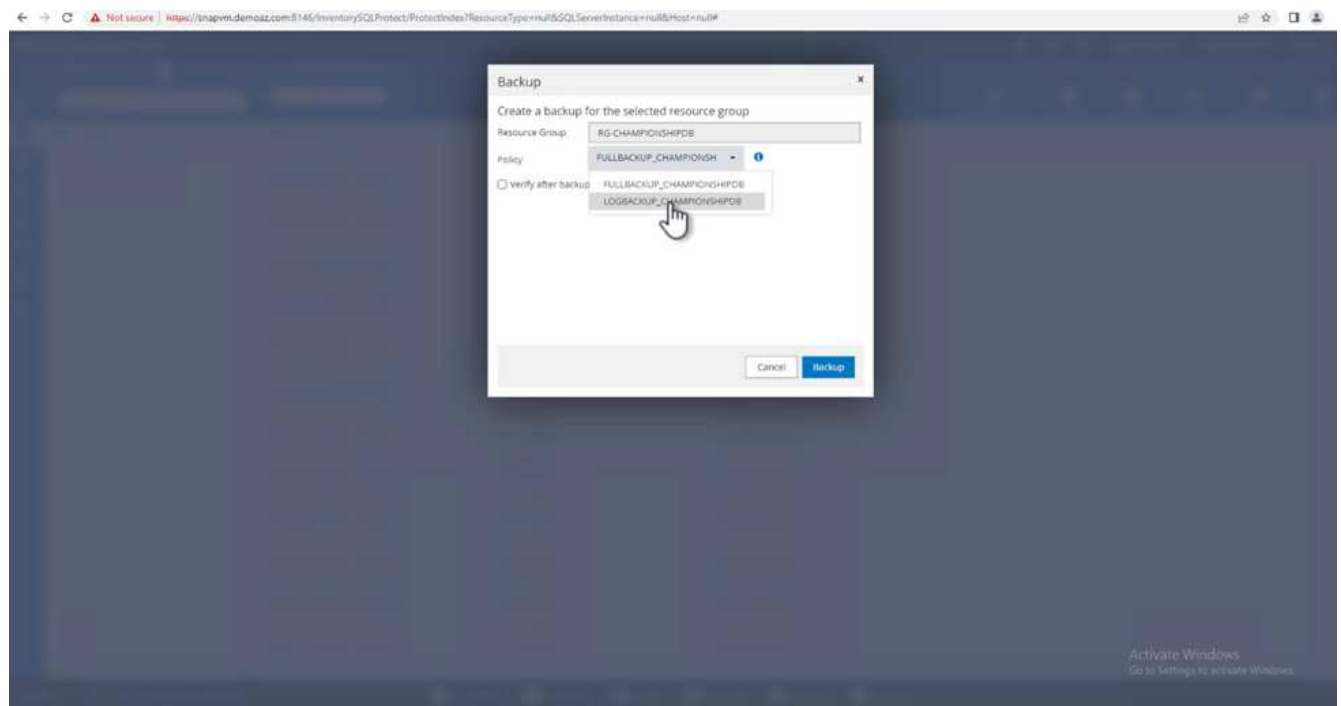 Not secure | https://snapvm.demoaz.com:8146/InventorySQLProtect/ProtectIndex?ResourceType=null&SQLServerInstance=null&Host=null#
Backup x
Create a backup for the selected resource group
Resource Group RG-CHAMPIONSHIPDB
Policy FULLBACKUP_CHAMPIONSH
Verify after backup FULLBACKUP_CHAMPIONSHIPDB
LOGBACKUP_CHAMPIONSHIPDB
Cancel Backup
Activate Windows
Go to Settings to activate Windows.